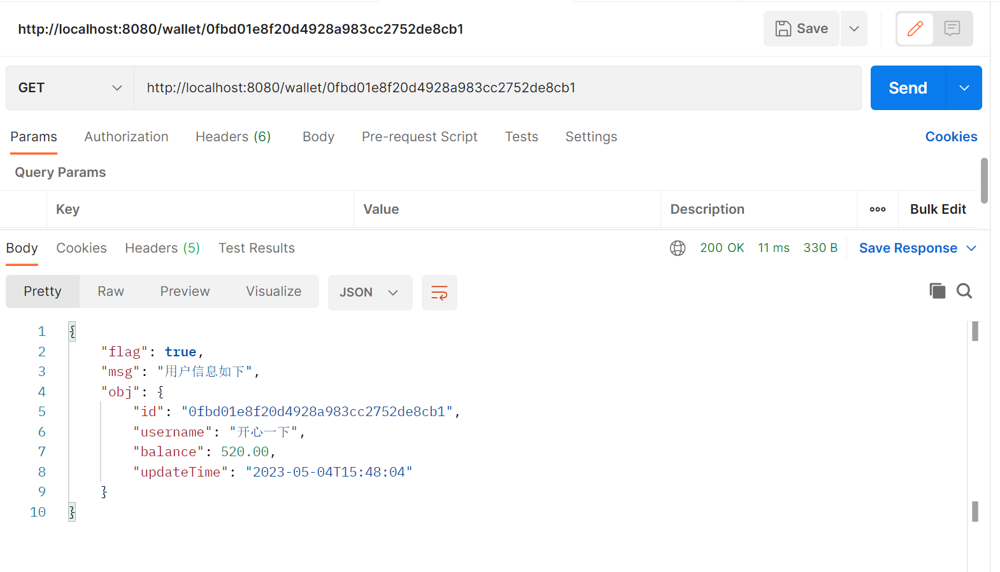 http://localhost:8080/wallet/0fbd01e8f20d4928a983cc2752de8cb1
Save
GET http://localhost:8080/wallet/0fbd01e8f20d4928a983cc2752de8cb1 Send
Params Authorization Headers (6) Body Pre-request Script Tests Settings Cookies
Query Params
Key Value Description ooo Bulk Edit
Body Cookies Headers (5) Test Results 200 OK 11 ms 330 B Save Response
Pretty Raw Preview Visualize JSON
1 {
2 "flag": true,
3 "msg": "用户信息如下",
4 "obj": {
5 "id": "0fbd01e8f20d4928a983cc2752de8cb1",
6 "username": "开心一下",
7 "balance": 520.00,
8 "updateTime": "2023-05-04T15:48:04"
9 }
10 }